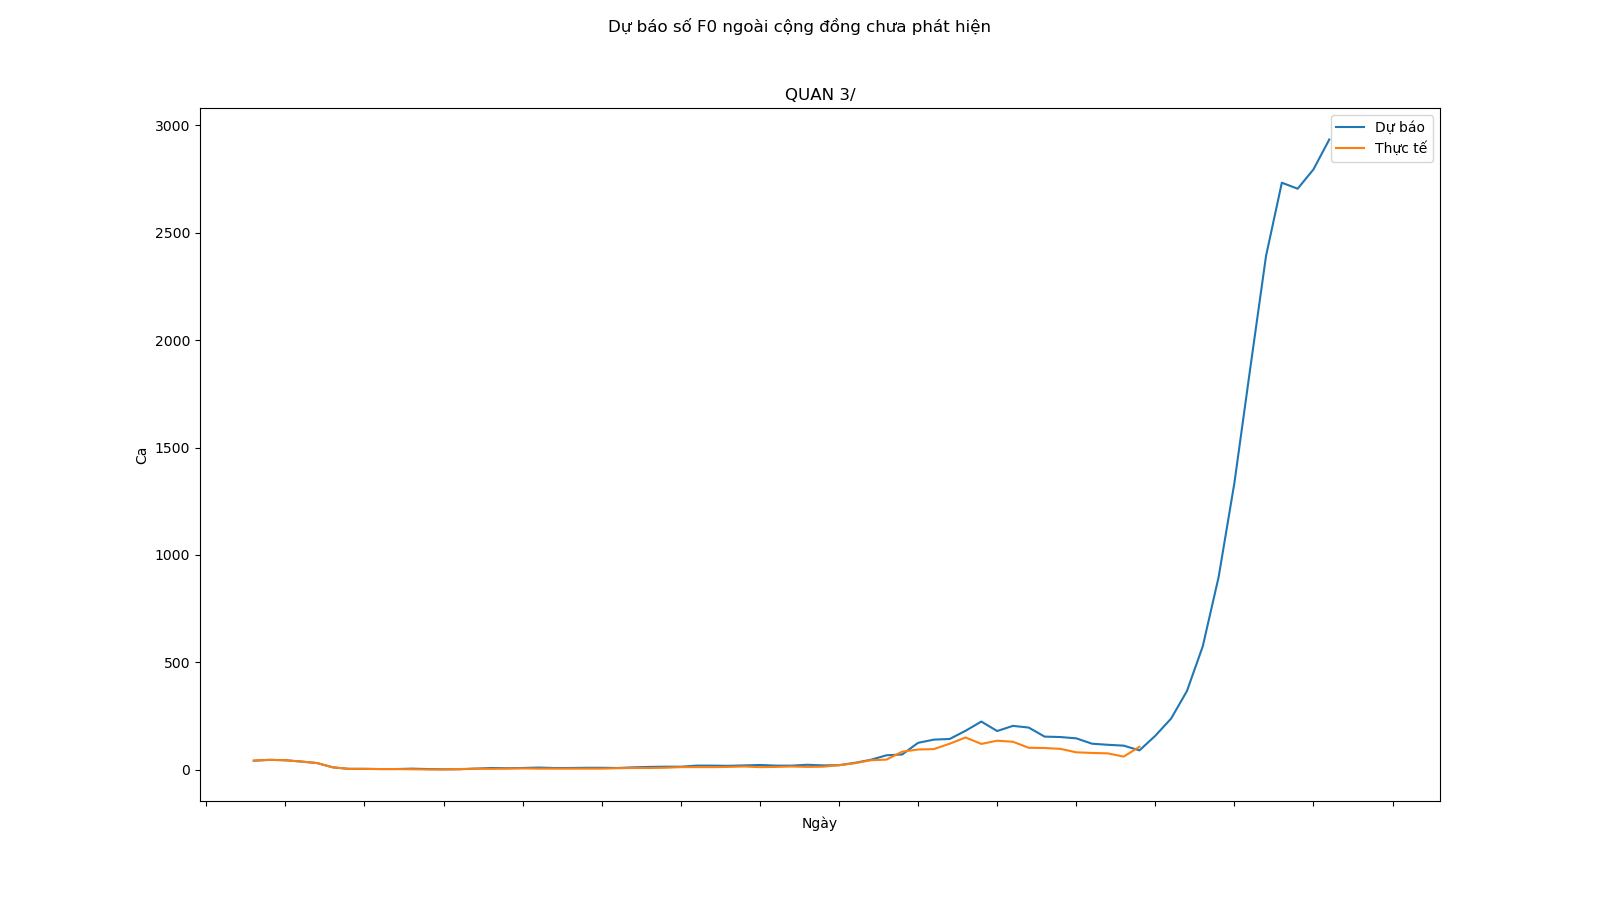 Dự báo số F0 ngoài cộng đồng chưa phát hiện
QUAN 3/
3000
2500
2000
1500
1000
500
0
Ca
Ngày
Dự báo
Thực tế